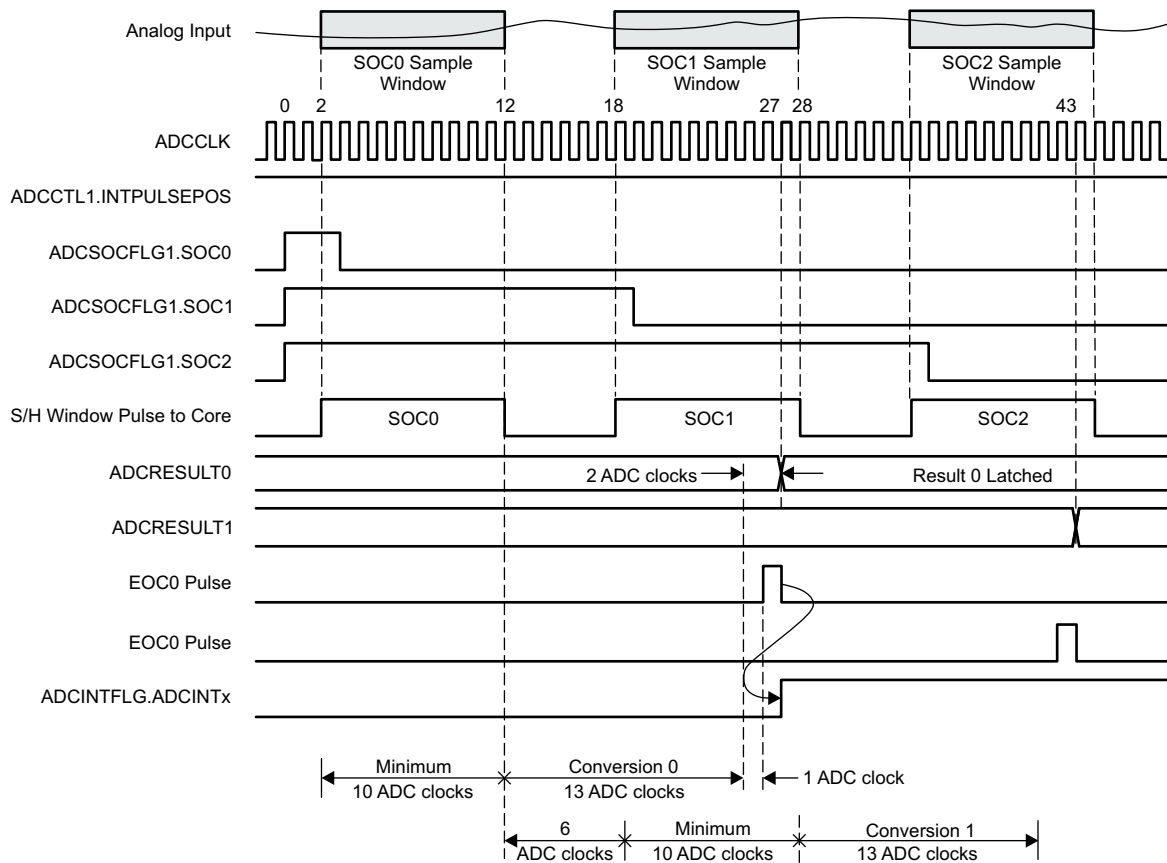 Analog Input
SOC0 Sample
Window
SOC1 Sample
Window
SOC2 Sample
Window
0 2 12 18 27 28 43
ADCCLK
ADCCTL1.INTPULSEPOS
ADCSOCFLG1.SOC0
ADCSOCFLG1.SOC1
ADCSOCFLG1.SOC2
S/H Window Pulse to Core
SOC0
SOC1
SOC2
ADCRESULT0
2 ADC clocks
Result 0 Latched
ADCRESULT1
EOC0 Pulse
EOC0 Pulse
ADCINTFLG.ADCINTx
Minimum
10 ADC clocks
Conversion 0
13 ADC clocks
1 ADC clock
6
ADC clocks
Minimum
10 ADC clocks
Conversion 1
13 ADC clocks